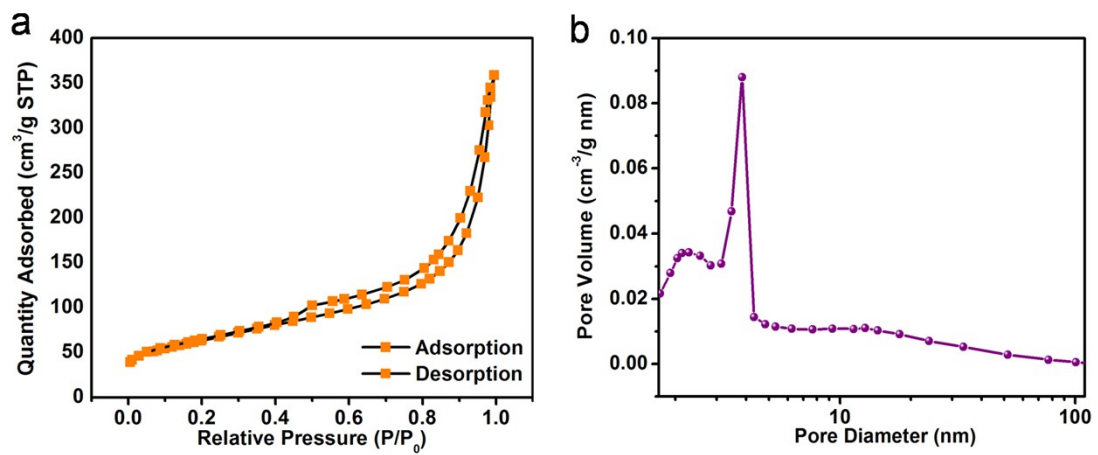 a
400
350
300
250
200
150
100
50
0
Quantity Adsorbed (cm³/g STP)
Adsorption
Desorption
0.0 0.2 0.4 0.6 0.8 1.0
Relative Pressure (P/P₀)
b
0.10
0.08
0.06
0.04
0.02
0.00
Pore Volume (cm⁻³/g nm)
10 100
Pore Diameter (nm)